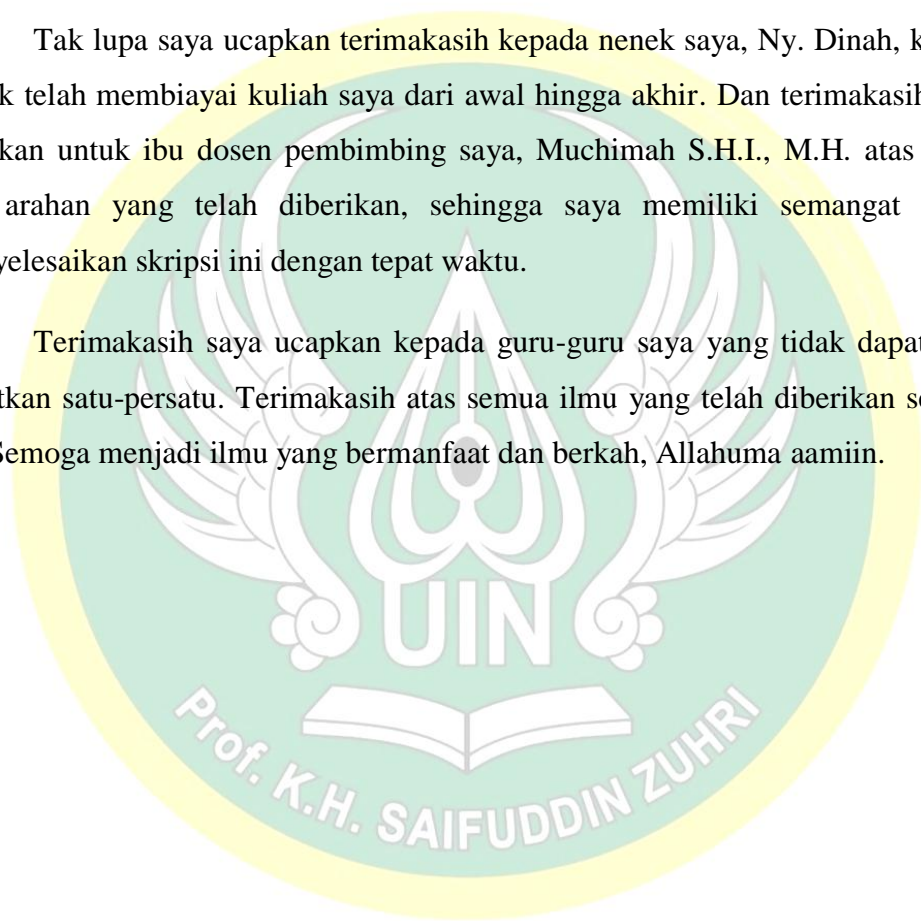 Tak lupa saya ucapkan terimakasih kepada nenek saya, Ny. Dinah, k
k telah membiayai kuliah saya dari awal hingga akhir. Dan terimakasih
kan untuk ibu dosen pembimbing saya, Muchimah S.H.I., M.H. atas
arahan yang telah diberikan, sehingga saya memiliki semangat
yelesaikan skripsi ini dengan tepat waktu.
Terimakasih saya ucapkan kepada guru-guru saya yang tidak dapat
tkan satu-persatu. Terimakasih atas semua ilmu yang telah diberikan se
Semoga menjadi ilmu yang bermanfaat dan berkah, Allahuma aamiin.
UIN
Prof. K.H. SAIFUDDIN ZUHRI